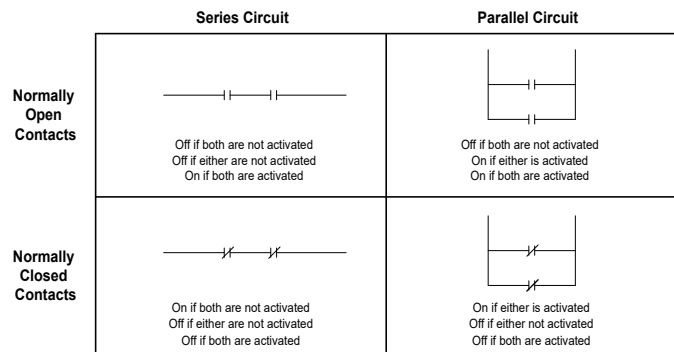 Series Circuit
Parallel Circuit
Normally
Open
Contacts
Off if both are not activated
Off if either are not activated
On if both are activated
Off if both are not activated
On if either is activated
On if both are activated
Normally
Closed
Contacts
On if both are not activated
Off if either are not activated
Off if both are activated
On if either is activated
Off if either not activated
Off if both are activated